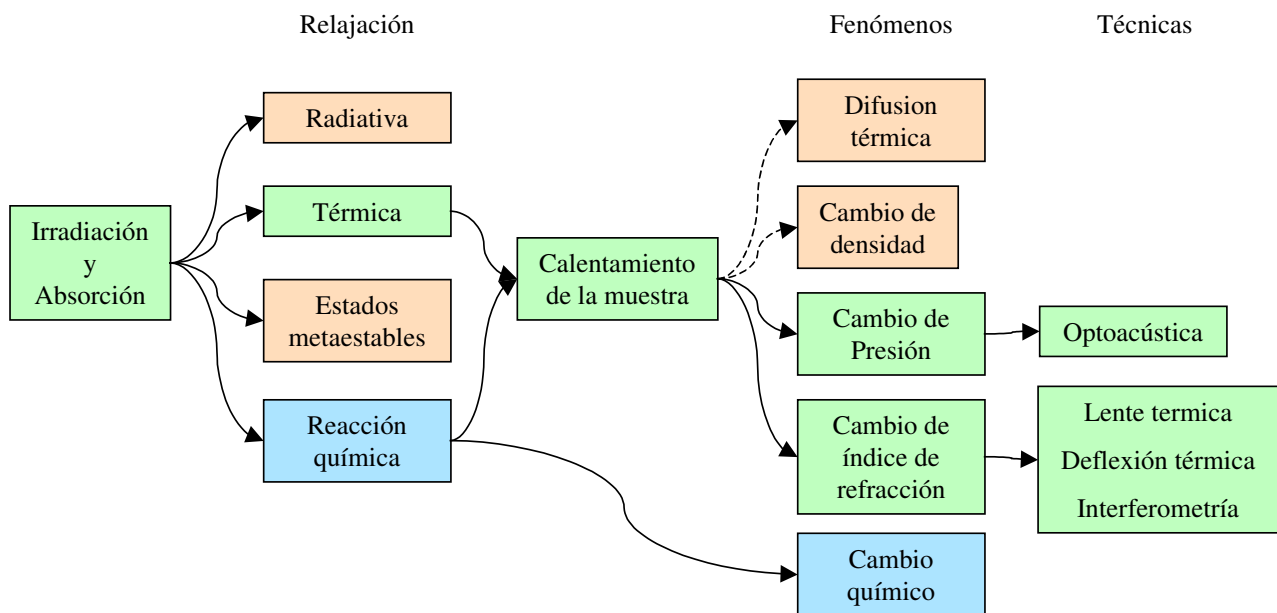 Relajación
Fenómenos
Técnicas
Radiativa
Térmica
Irradiación
y
Absorción
Estados
metaestables
Reacción
química
Calentamiento
de la muestra
Difusion
térmica
Cambio de
densidad
Cambio de
Presión
Cambio de
índice de
refracción
Cambio
químico
Optoacústica
Lente termica
Deflexión térmica
Interferometría